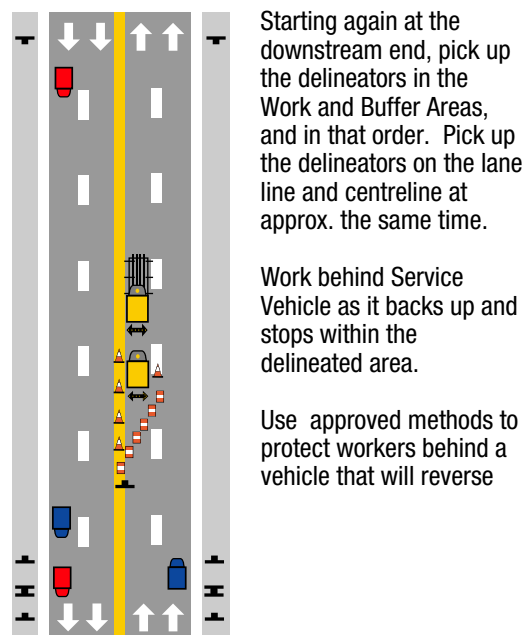 Starting again at the
downstream end, pick up
the delineators in the
Work and Buffer Areas,
and in that order.  Pick up
the delineators on the lane
line and centreline at
approx. the same time.
Work behind Service
Vehicle as it backs up and
stops within the
delineated area.
Use  approved methods to
protect workers behind a
vehicle that will reverse